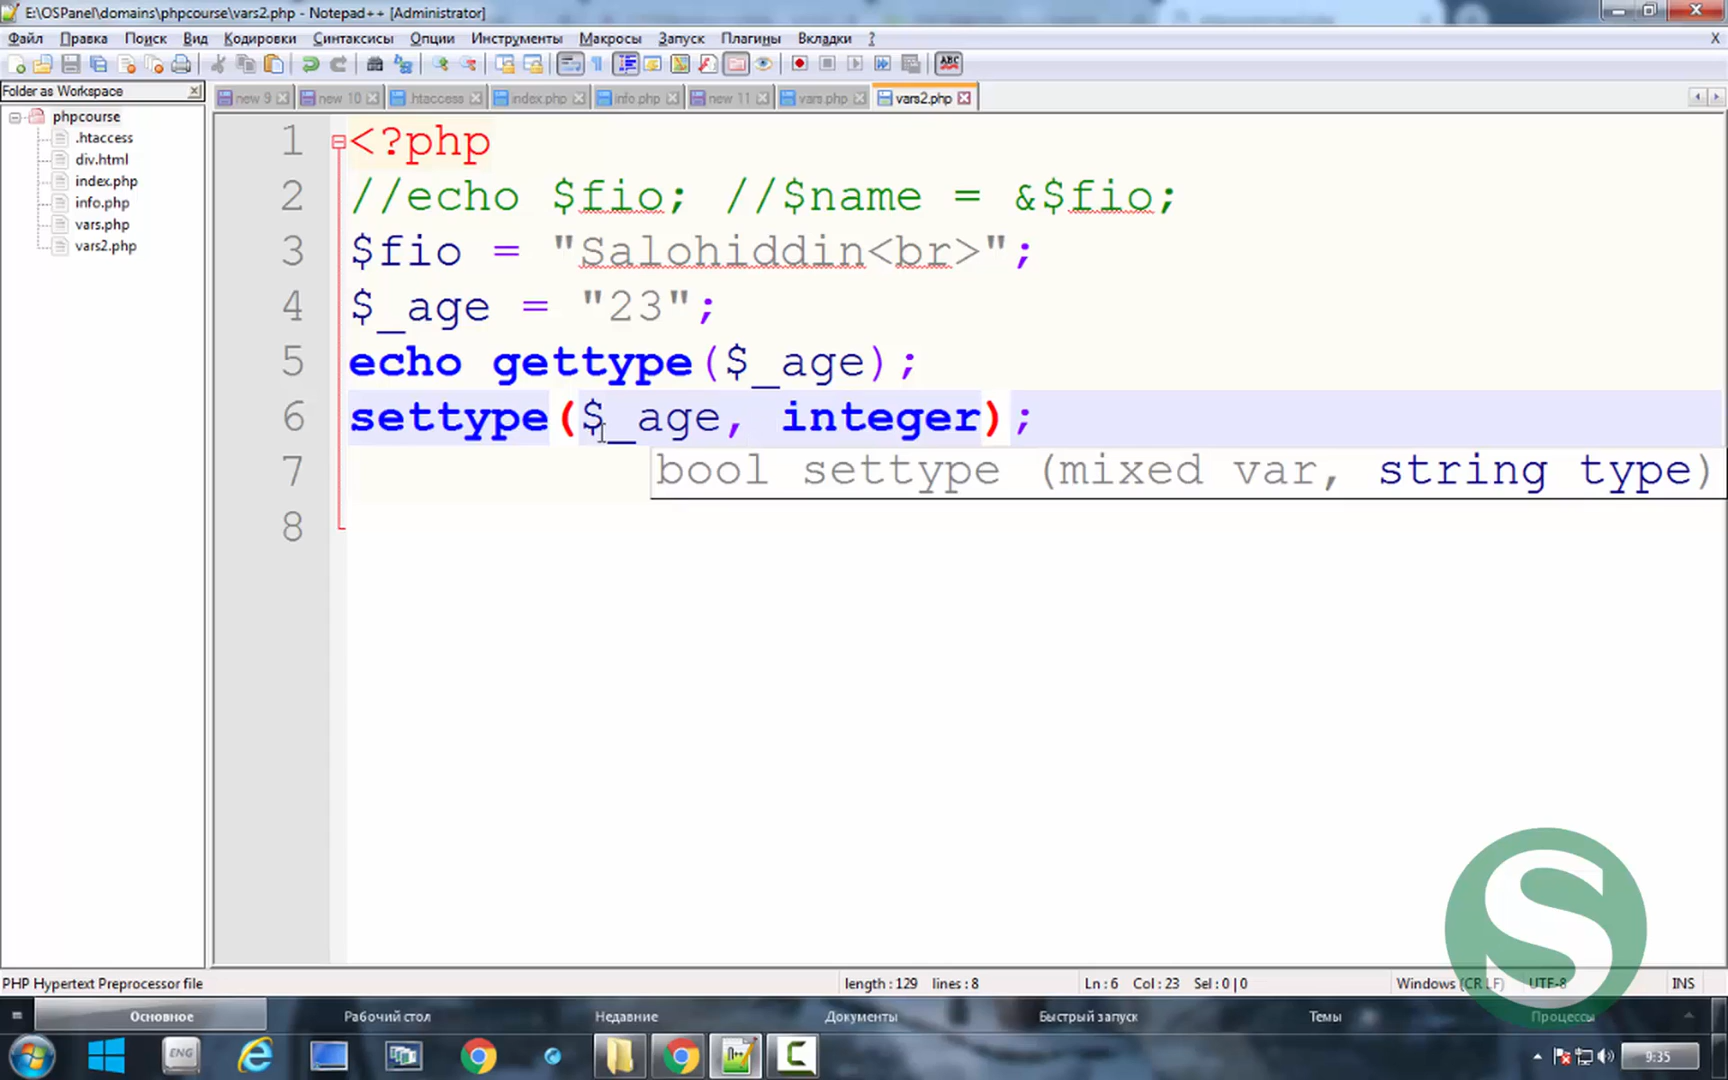 E:\OSPanel\domains\phpcourse\vars2.php - Notepad++ [Administrator]
Файл Правка Поиск Вид Кодировки Синтаксисы Опции Инструменты Макросы Запуск Плагины Вкладки ? X
ABC
Folder as Workspace
new 9 new 10 .htaccess index.php info.php new 11 vars.php vars2.php
phpcourse
.htaccess
div.html
index.php
info.php
vars.php
vars2.php
1 <?php
2 //echo $fio; //$name = &$fio;
3 $fio = "Salohiddin<br>";
4 $_age = "23";
5 echo gettype($_age);
6 settype($_age, integer);
7 bool settype (mixed var, string type)
8
S
PHP Hypertext Preprocessor file length : 129 lines : 8 Ln : 6 Col : 23 Sel : 0 | 0 Windows (CR LF) UTF-8 INS
Основное Рабочий стол Недавние Документы Быстрый запуск Темы Процессы
ENG 9:35